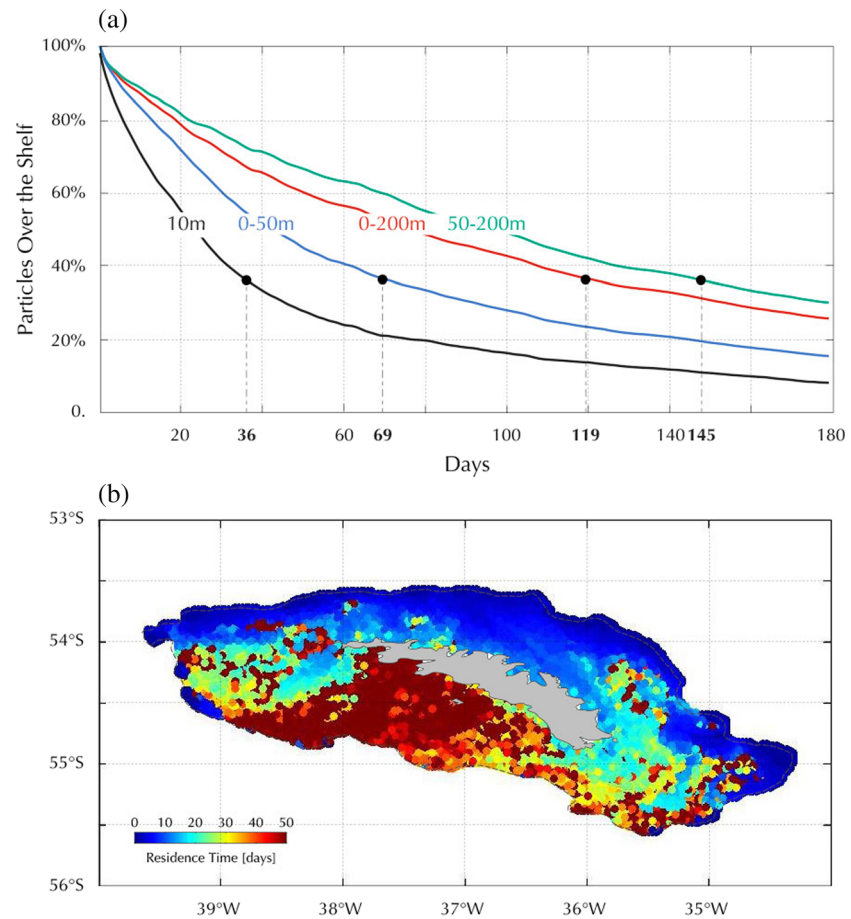 (a)
100%
80%
60%
40%
20%
0.
Particles Over the Shelf
10m 0-50m 0-200m 50-200m
20 36 60 69 100 119 140 145 180
Days
(b)
53°S
54°S
55°S
56°S
0 10 20 30 40 50
Residence Time [days]
39°W 38°W 37°W 36°W 35°W